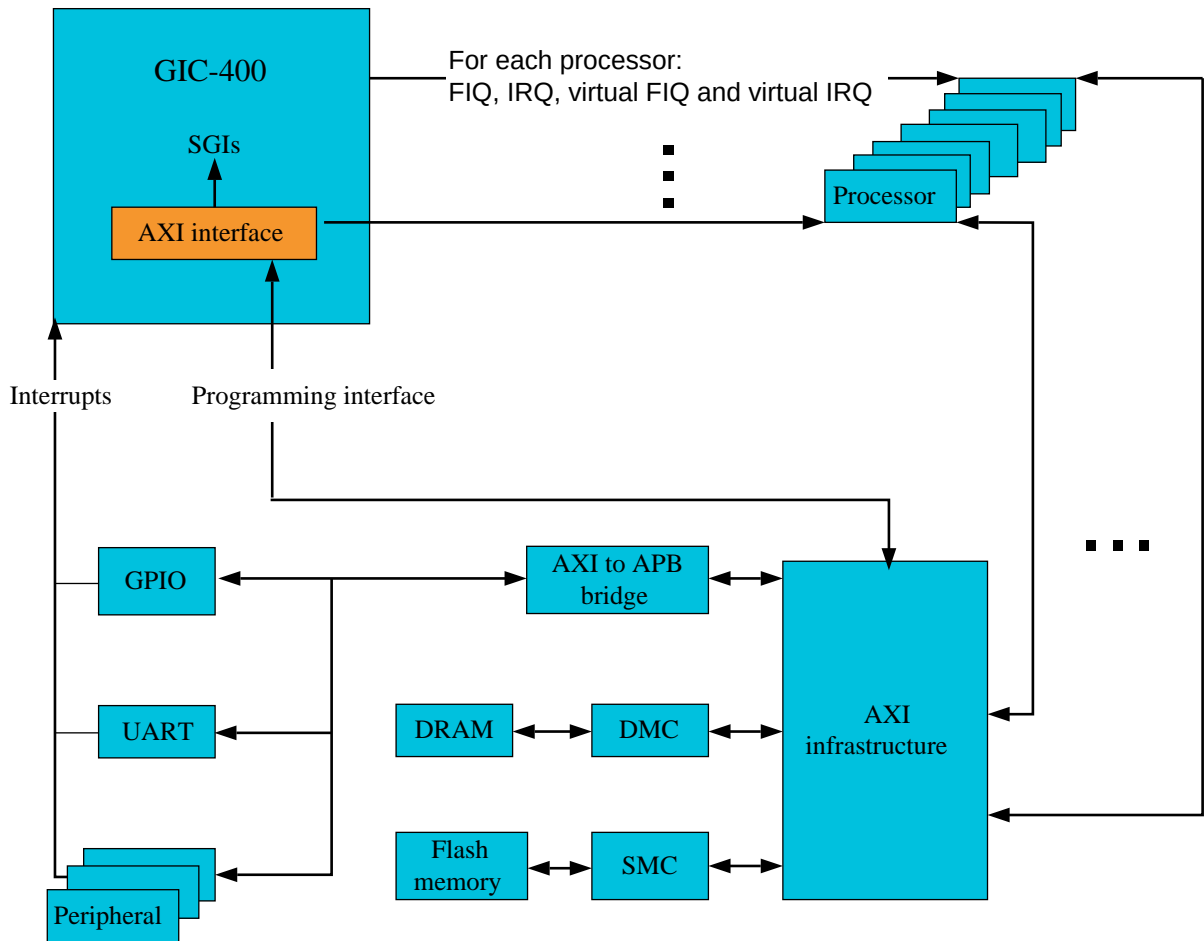 GIC-400
For each processor:
FIQ, IRQ, virtual FIQ and virtual IRQ
SGIs
Processor
AXI interface
Interrupts
Programming interface
GPIO
AXI to APB
bridge
UART
DRAM
DMC
AXI
infrastructure
Flash
memory
SMC
Peripheral